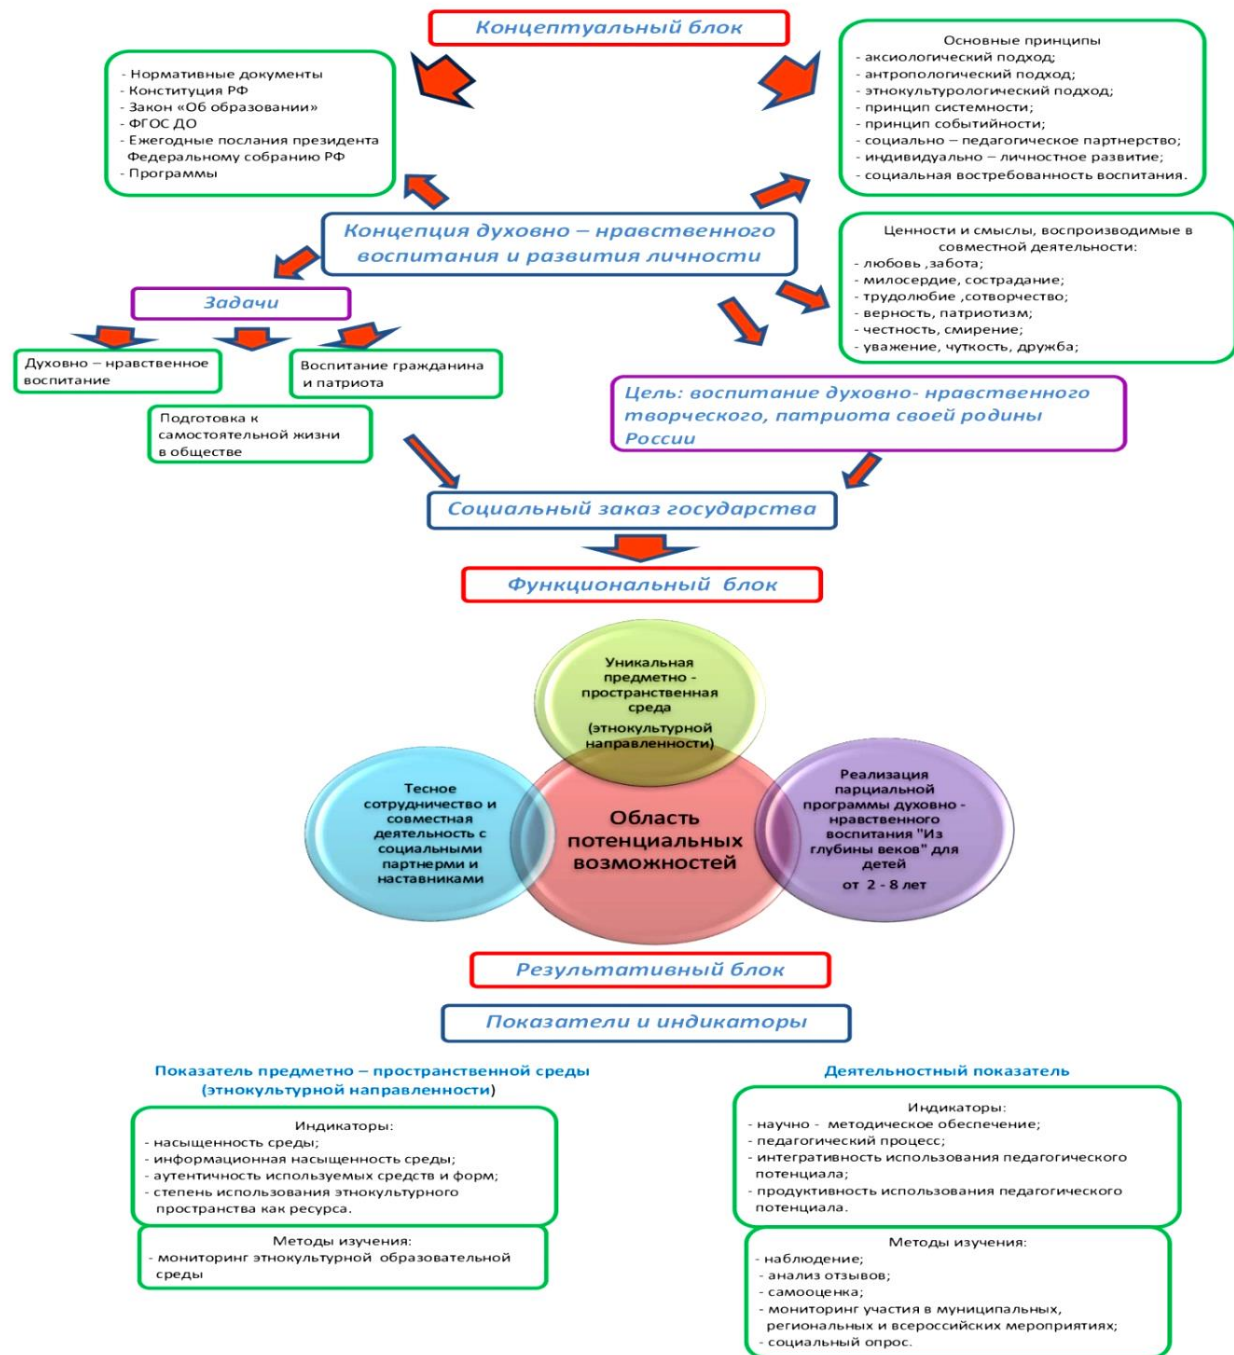 Концептуальный блок
- Нормативные документы
- Конституция РФ
- Закон «Об образовании»
- ФГОС ДО
- Ежегодные послания президента
Федеральному собранию РФ
- Программы
Основные принципы
- аксиологический подход;
- антропологический подход;
- этнокультурологический подход;
- принцип системности;
- принцип событийности;
- социально – педагогическое партнерство;
- индивидуально – личностное развитие;
- социальная востребованность воспитания.
Концепция духовно – нравственного
воспитания и развития личности
Ценности и смыслы, воспроизводимые в
совместной деятельности:
- любовь ,забота;
- милосердие, сострадание;
- трудолюбие ,сотворчество;
- верность, патриотизм;
- честность, смирение;
- уважение, чуткость, дружба;
Задачи
Духовно – нравственное
воспитание
Воспитание гражданина
и патриота
Подготовка к
самостоятельной жизни
в обществе
Цель: воспитание духовно- нравственного
творческого, патриота своей родины
России
Социальный заказ государства
Функциональный блок
Уникальная
предметно -
пространственная
среда
(этнокультурной
направленности)
Тесное
сотрудничество и
совместная
деятельность с
социальными
партнерми и
наставниками
Область
потенциальных
возможностей
Реализация
парциальной
программы духовно -
нравственного
воспитания "Из
глубины веков" для
детей
от 2 - 8 лет
Результативный блок
Показатели и индикаторы
Показатель предметно – пространственной среды
(этнокультурной направленности)
Индикаторы:
- насыщенность среды;
- информационная насыщенность среды;
- аутентичность используемых средств и форм;
- степень использования этнокультурного
пространства как ресурса.
Методы изучения:
- мониторинг этнокультурной образовательной
среды
Деятельностный показатель
Индикаторы:
- научно - методическое обеспечение;
- педагогический процесс;
- интегративность использования педагогического
потенциала;
- продуктивность использования педагогического
потенциала.
Методы изучения:
- наблюдение;
- анализ отзывов;
- самооценка;
- мониторинг участия в муниципальных,
региональных и всероссийских мероприятиях;
- социальный опрос.